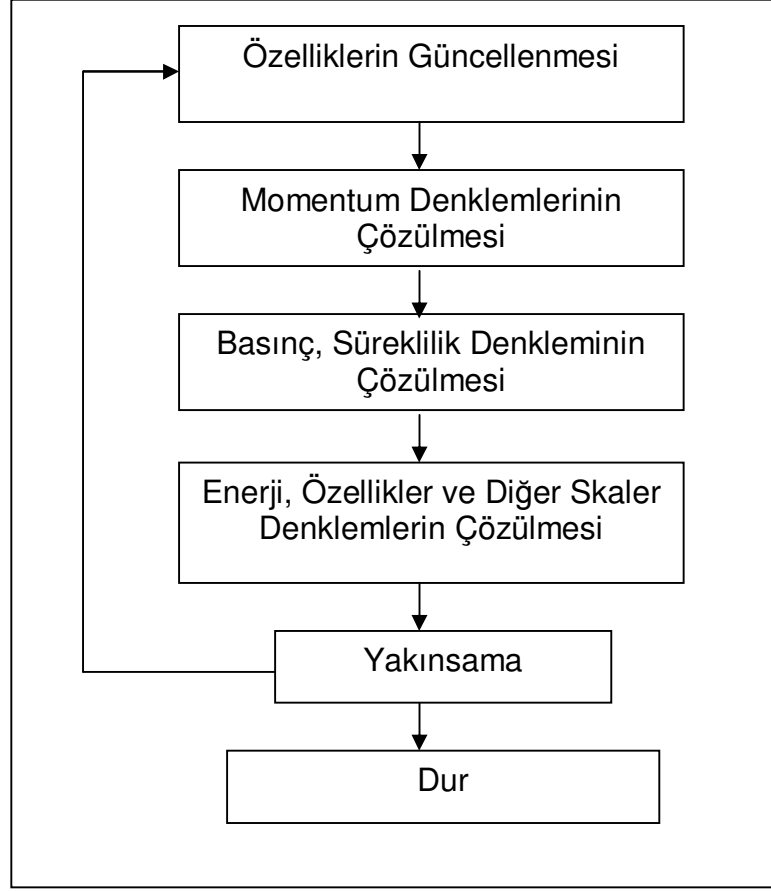 Özelliklerin Güncellenmesi
Momentum Denklemlerinin
Çözülmesi
Basınç, Süreklilik Denkleminin
Çözülmesi
Enerji, Özellikler ve Diğer Skaler
Denklemlerin Çözülmesi
Yakınsama
Dur